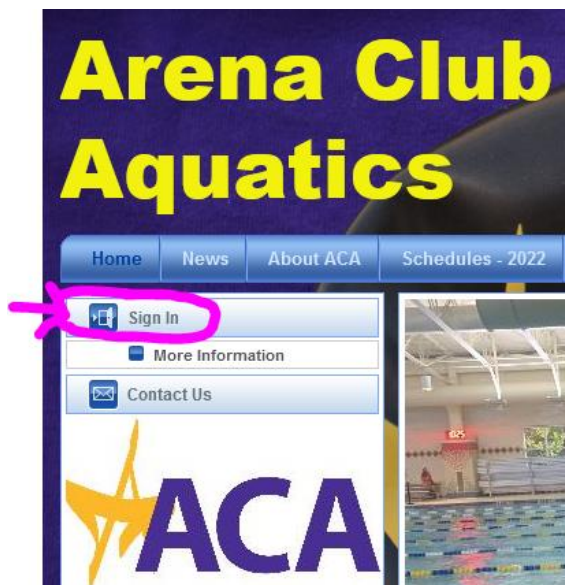 Arena Club
Aquatics
Home News About ACA Schedules - 2022
Sign In
More Information
Contact Us
ACA